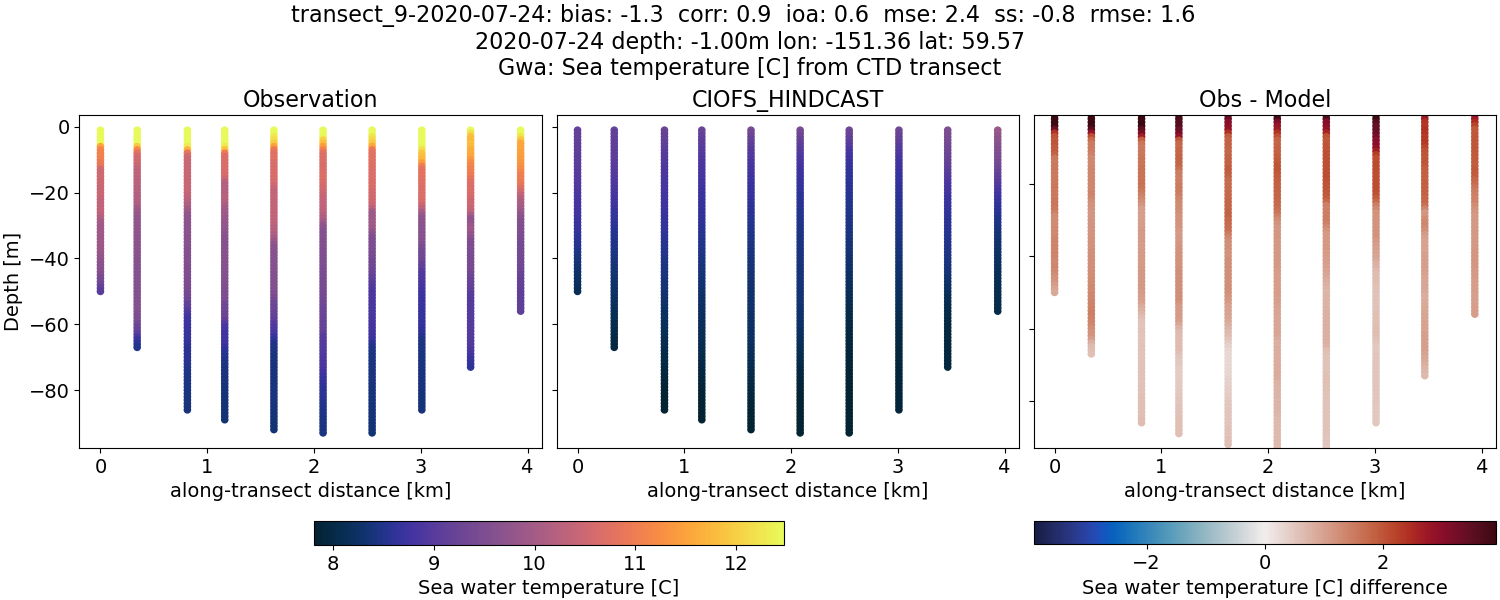 transect_9-2020-07-24: bias: -1.3  corr: 0.9  ioa: 0.6  mse: 2.4  ss: -0.8  rmse: 1.6
2020-07-24 depth: -1.00m lon: -151.36 lat: 59.57
Gwa: Sea temperature [C] from CTD transect
Observation
CIOFS_HINDCAST
Obs - Model
Depth [m]
0
−20
−40
−60
−80
0 1 2 3 4
0 1 2 3 4
0 1 2 3 4
along-transect distance [km]
along-transect distance [km]
along-transect distance [km]
8 9 10 11 12
Sea water temperature [C]
−2 0 2
Sea water temperature [C] difference